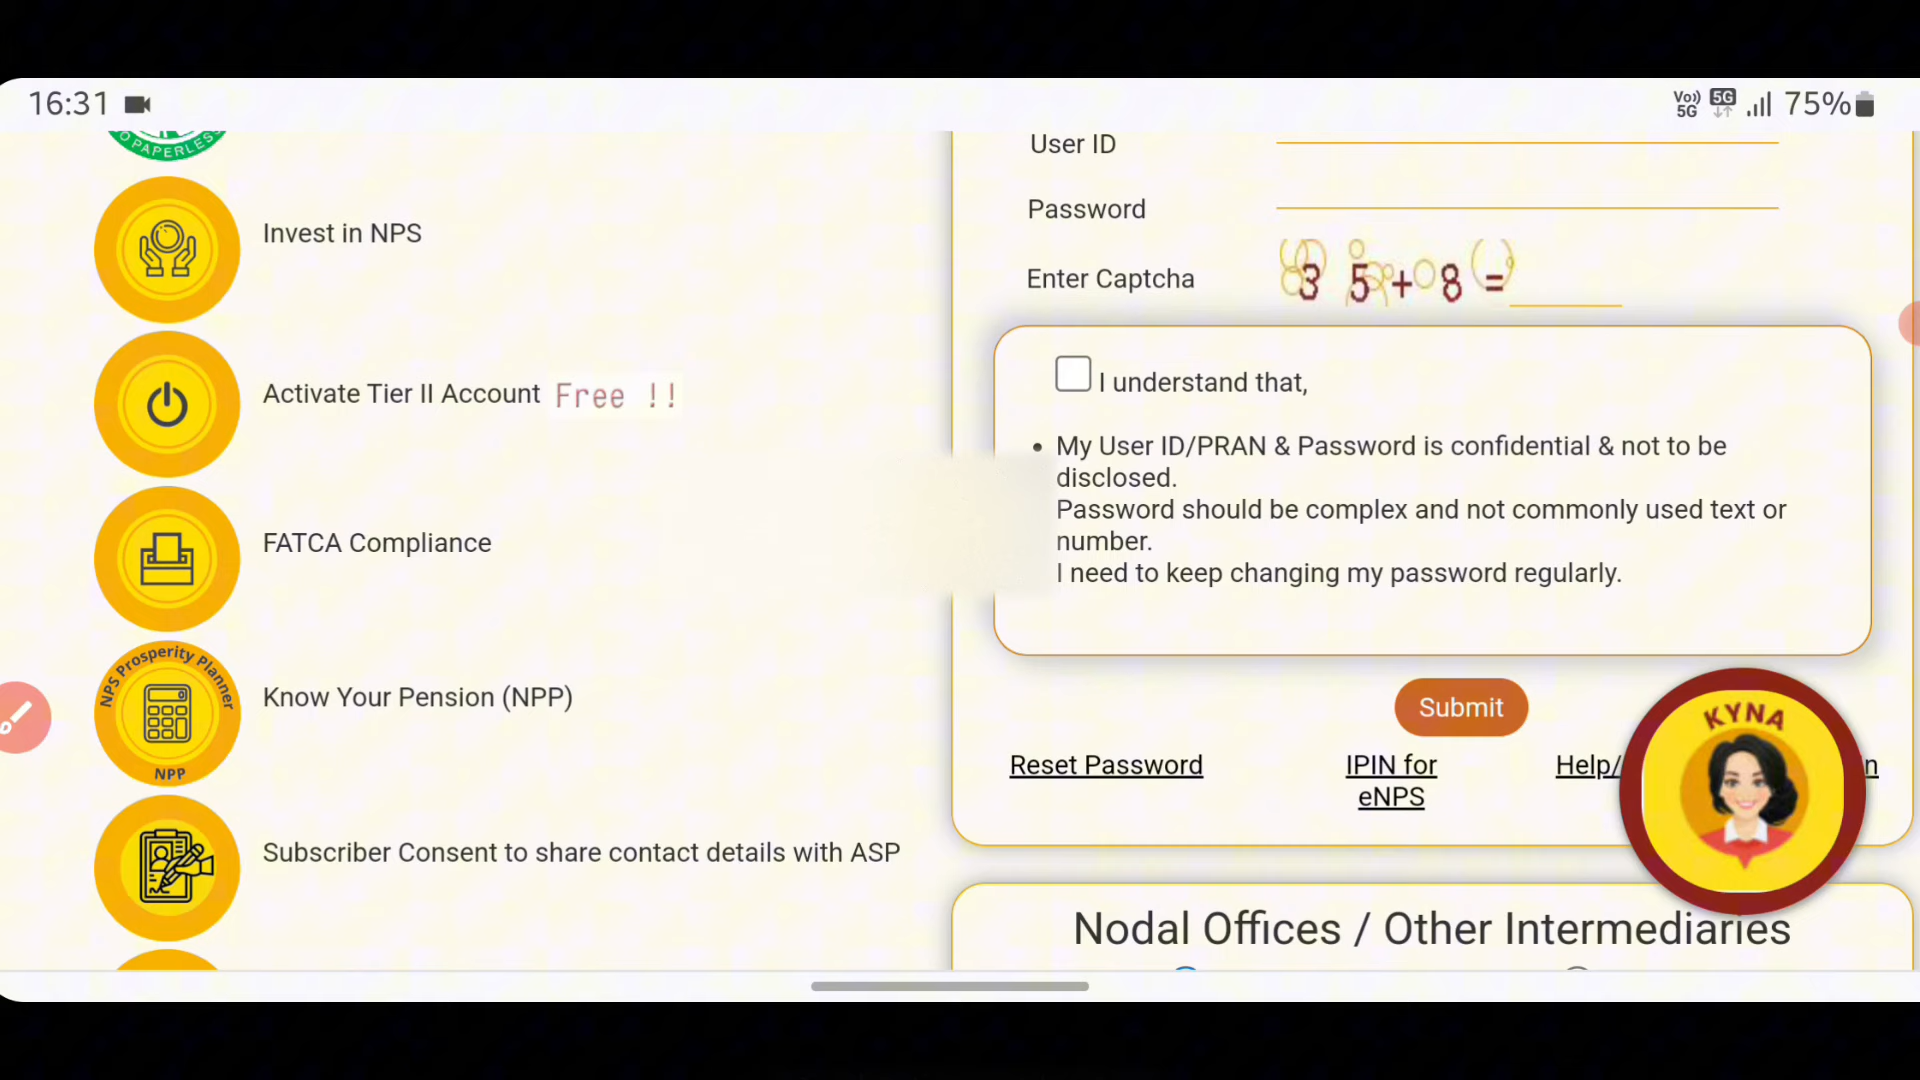 16:31
Vo)) 5G
5G
75%
O PAPERLESS
Invest in NPS
Activate Tier II Account Free !!
FATCA Compliance
NPS Prosperity Planner
NPP
Know Your Pension (NPP)
Subscriber Consent to share contact details with ASP
User ID
Password
Enter Captcha
3 5 + 8 =
I understand that,
• My User ID/PRAN & Password is confidential & not to be
disclosed.
Password should be complex and not commonly used text or
number.
I need to keep changing my password regularly.
Submit
Reset Password
IPIN for
eNPS
Help/
n
KYNA
Nodal Offices / Other Intermediaries